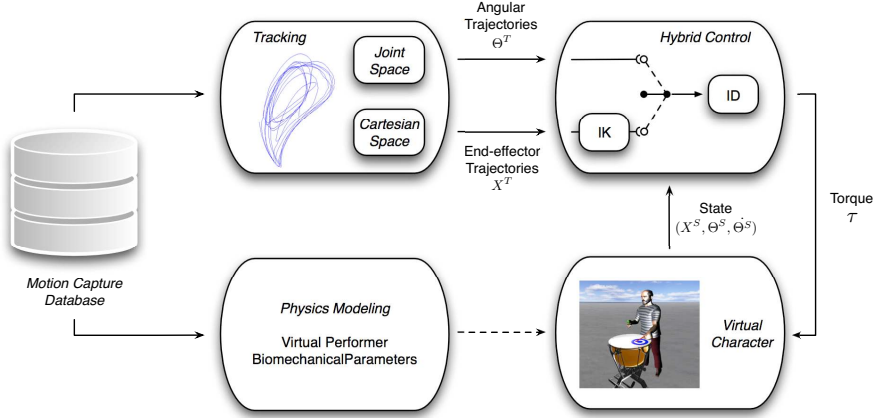 Tracking
Joint
Space
Cartesian
Space
Angular
Trajectories
Θ^T
End-effector
Trajectories
X^T
Hybrid Control
IK
ID
Motion Capture
Database
State
(X^S, Θ^S, Θ̇^S)
Torque
τ
Physics Modeling
Virtual Performer
BiomechanicalParameters
Virtual
Character